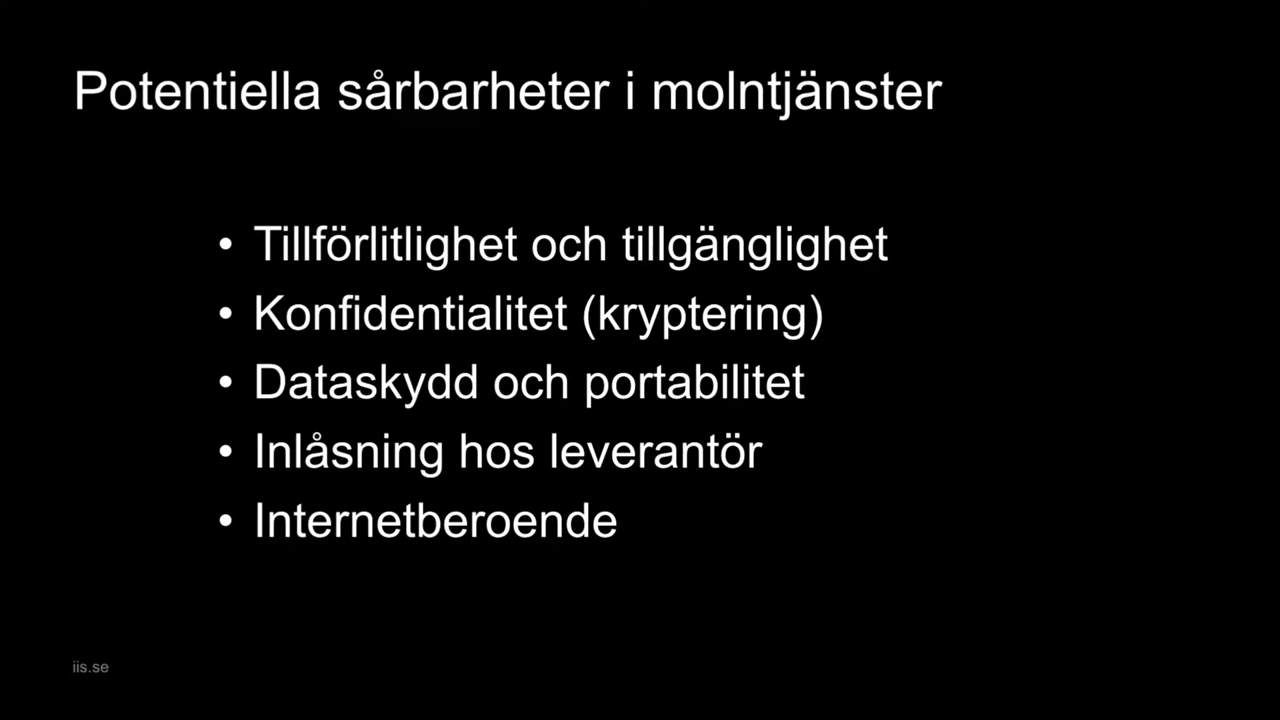 Potentiella sårbarheter i molntjänster
• Tillförlitlighet och tillgänglighet
• Konfidentialitet (kryptering)
• Dataskydd och portabilitet
• Inlåsning hos leverantör
• Internetberoende
iis.se